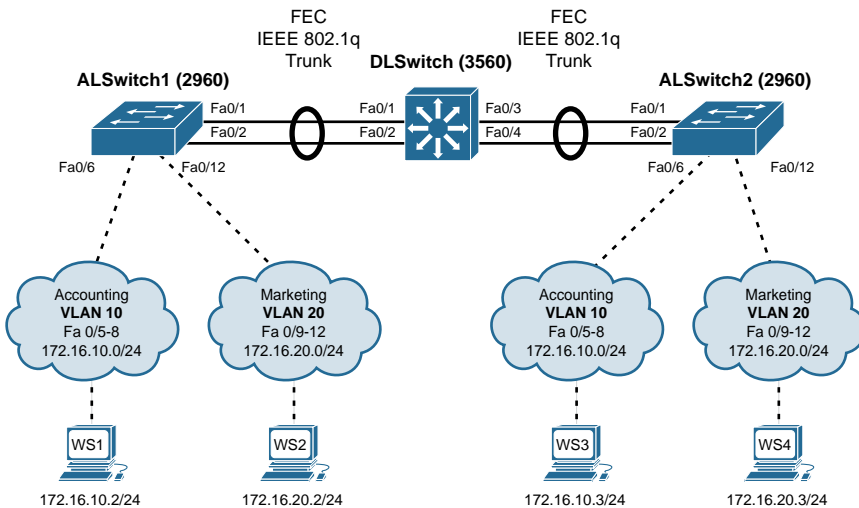 FEC
IEEE 802.1q
Trunk
FEC
IEEE 802.1q
Trunk
ALSwitch1 (2960)
DLSwitch (3560)
ALSwitch2 (2960)
Fa0/1
Fa0/1
Fa0/3
Fa0/1
Fa0/2
Fa0/2
Fa0/4
Fa0/2
Fa0/6
Fa0/12
Fa0/6
Fa0/12
Accounting
VLAN 10
Fa 0/5-8
172.16.10.0/24
Marketing
VLAN 20
Fa 0/9-12
172.16.20.0/24
Accounting
VLAN 10
Fa 0/5-8
172.16.10.0/24
Marketing
VLAN 20
Fa 0/9-12
172.16.20.0/24
WS1
WS2
WS3
WS4
172.16.10.2/24
172.16.20.2/24
172.16.10.3/24
172.16.20.3/24